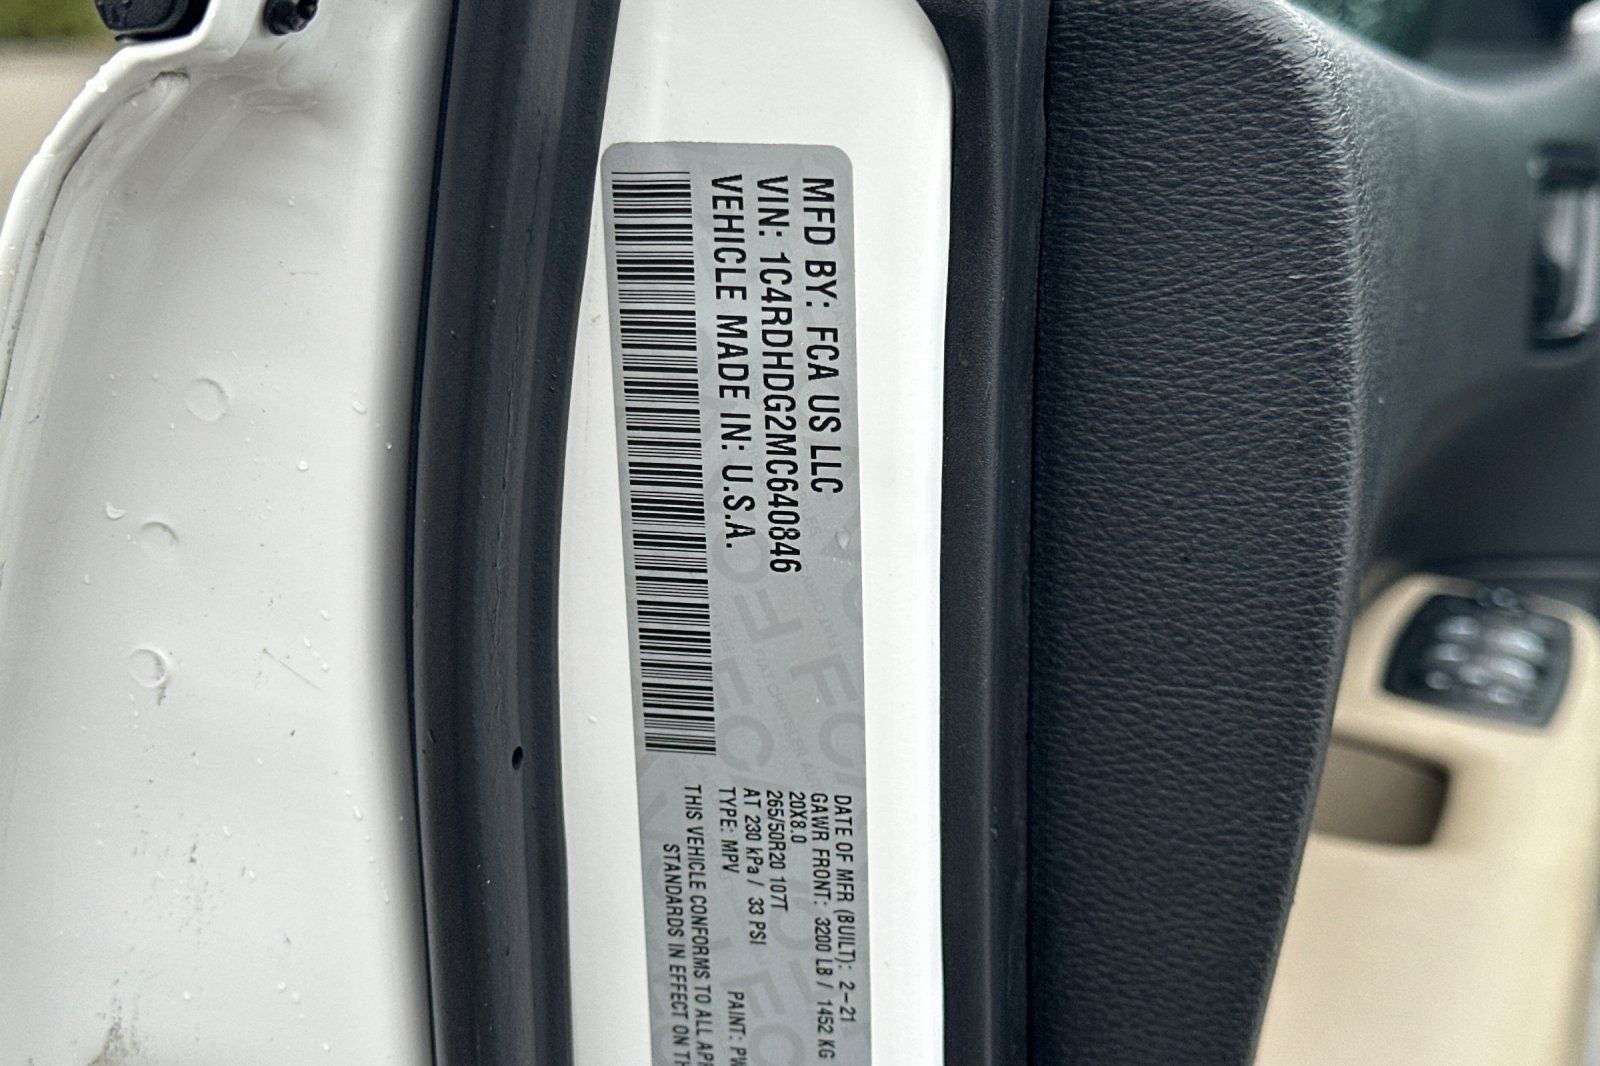 MFD BY: FCA US LLC
VIN: 1C4RDHDG2MC640846
VEHICLE MADE IN: U.S.A.
DATE OF MFR (BUILT): 2-21
GAWR FRONT: 3200 LB / 1452 KG
20X8.0
265/50R20 107T
AT 230 kPa / 33 PSI
TYPE: MPV PAINT: PW
THIS VEHICLE CONFORMS TO ALL
STANDARDS IN EFFECT ON